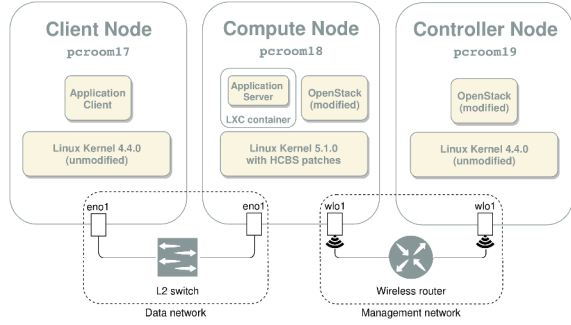 Client Node
pcroom17
Application
Client
Linux Kernel 4.4.0
(unmodified)
Compute Node
pcroom18
Application
Server
LXC container
OpenStack
(modified)
Linux Kernel 5.1.0
with HCBS patches
Controller Node
pcroom19
OpenStack
(modified)
Linux Kernel 4.4.0
(unmodified)
eno1
eno1
wlo1
wlo1
L2 switch
Wireless router
Data network
Management network